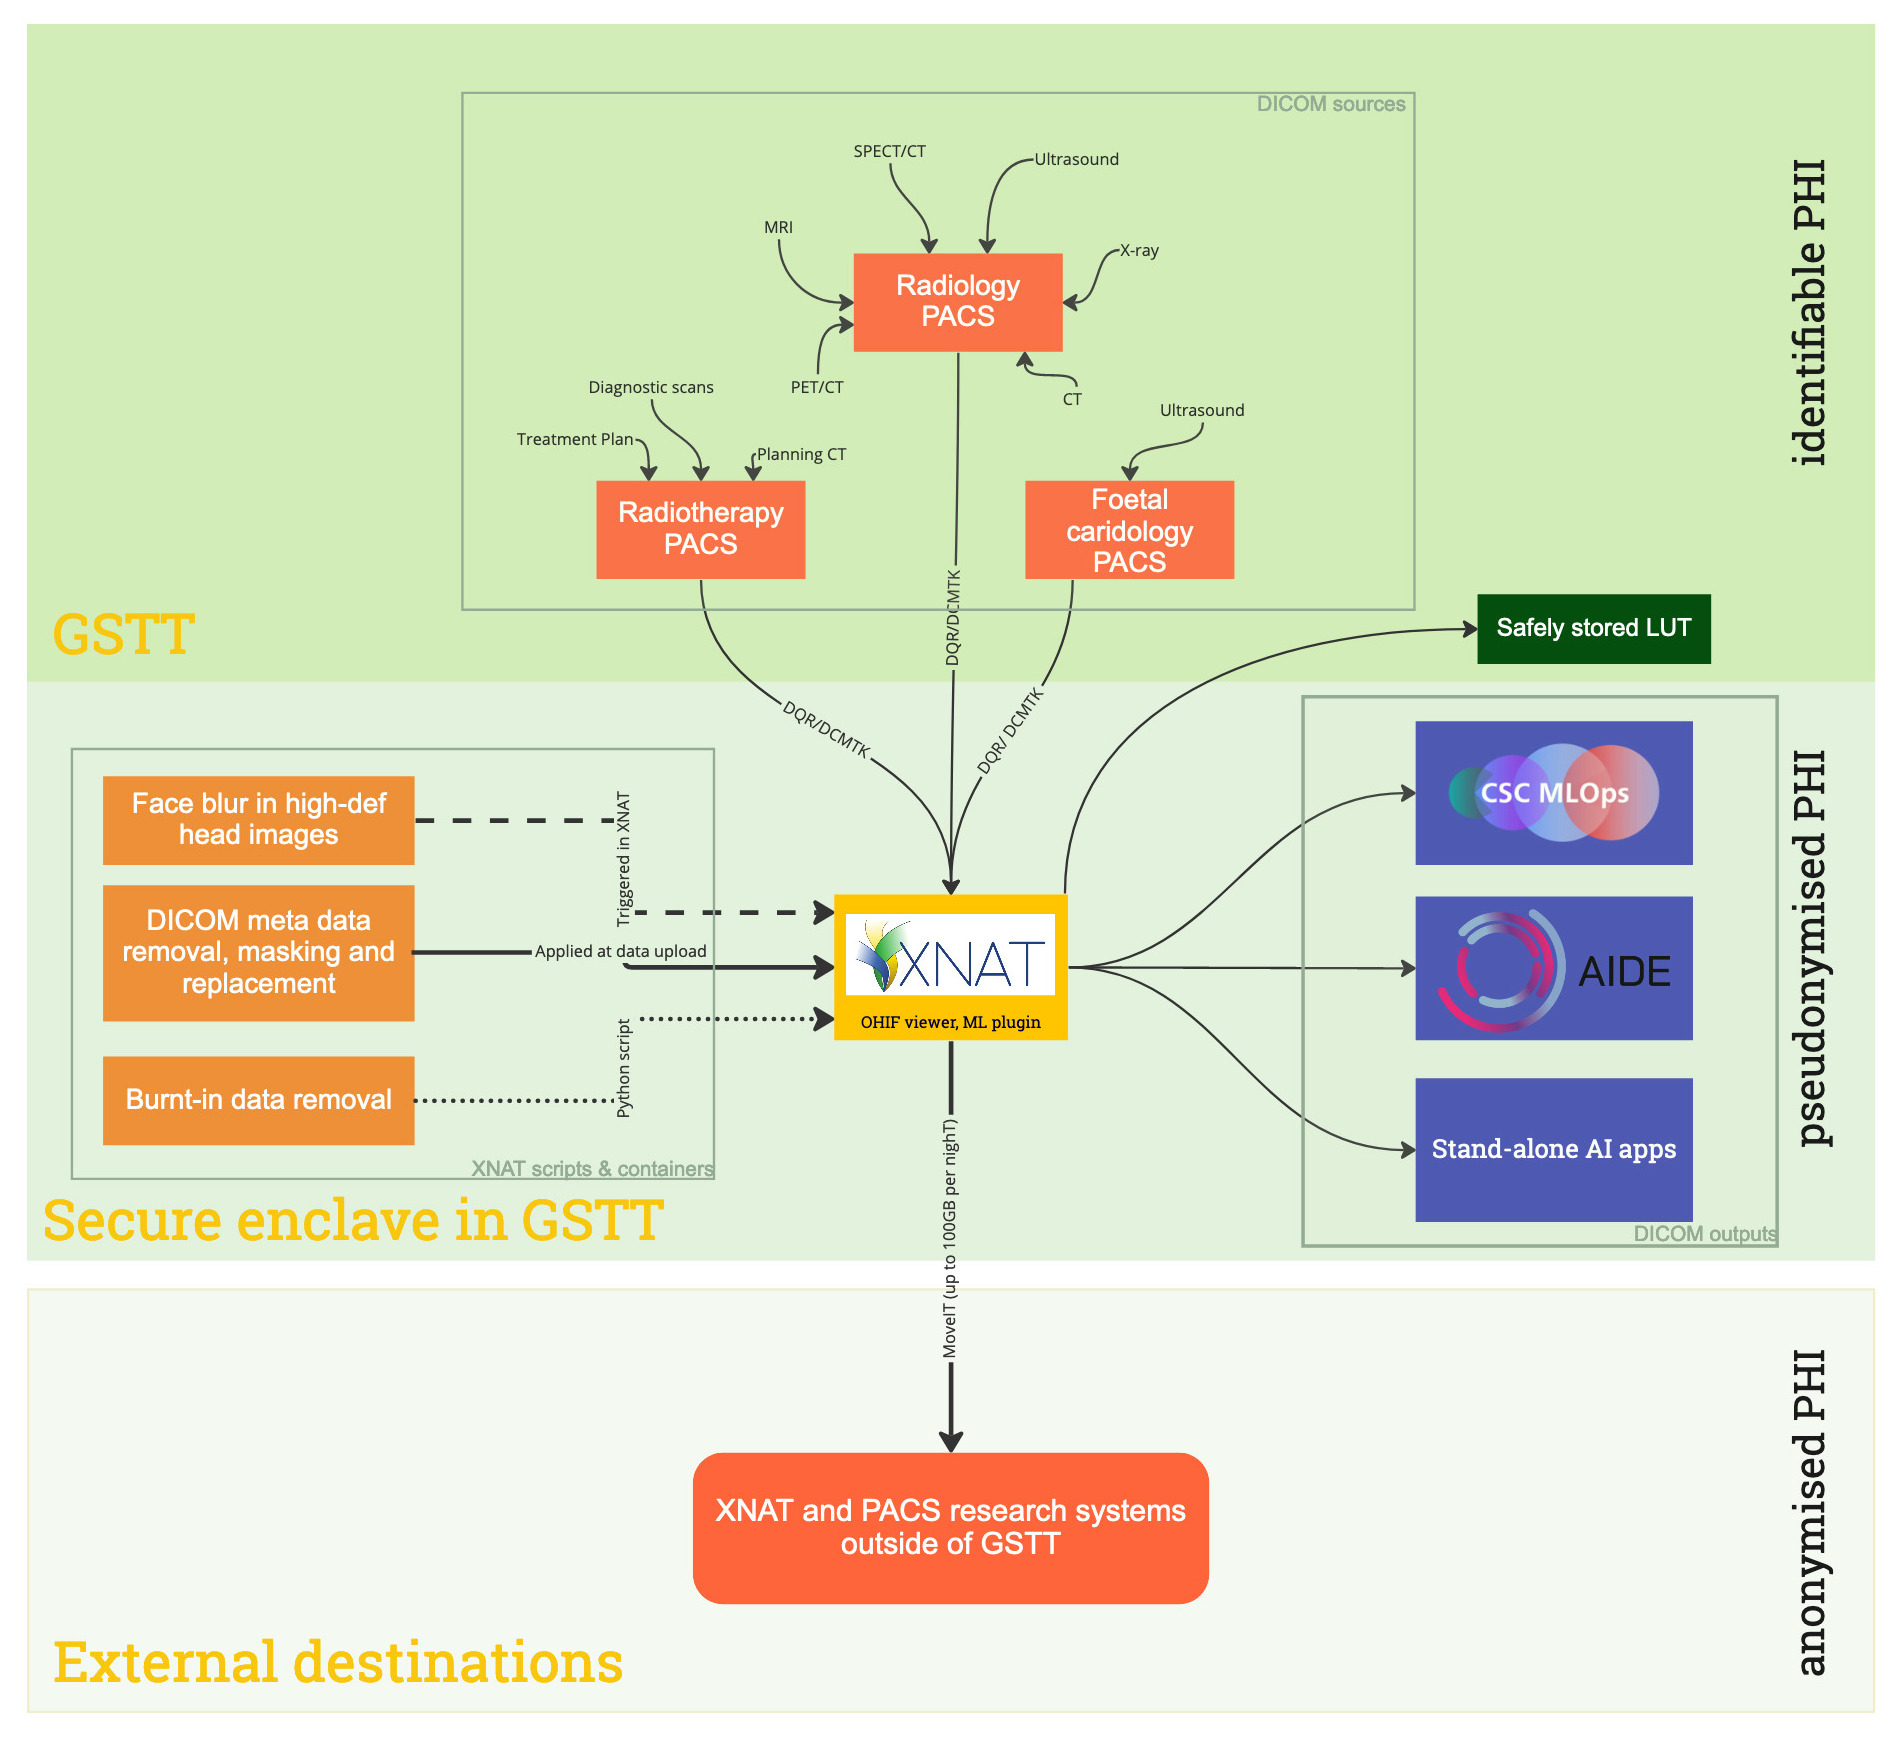 DICOM sources
SPECT/CT
Ultrasound
MRI
X-ray
Radiology
PACS
Diagnostic scans
PET/CT
CT
Ultrasound
Treatment Plan
Planning CT
Radiotherapy
PACS
Foetal
caridology
PACS
identifiable PHI
GSTT
Safely stored LUT
DQR/DCMTK
DQR/DCMTK
DQR/ DCMTK
Face blur in high-def
head images
Triggered in XNAT
DICOM meta data
removal, masking and
replacement
Applied at data upload
Burnt-in data removal
Python script
XNAT scripts & containers
XNAT
OHIF viewer, ML plugin
CSC MLOps
AIDE
Stand-alone AI apps
DICOM outputs
pseudonymised PHI
Secure enclave in GSTT
MoveIT (up to 100GB per nighT)
XNAT and PACS research systems
outside of GSTT
anonymised PHI
External destinations